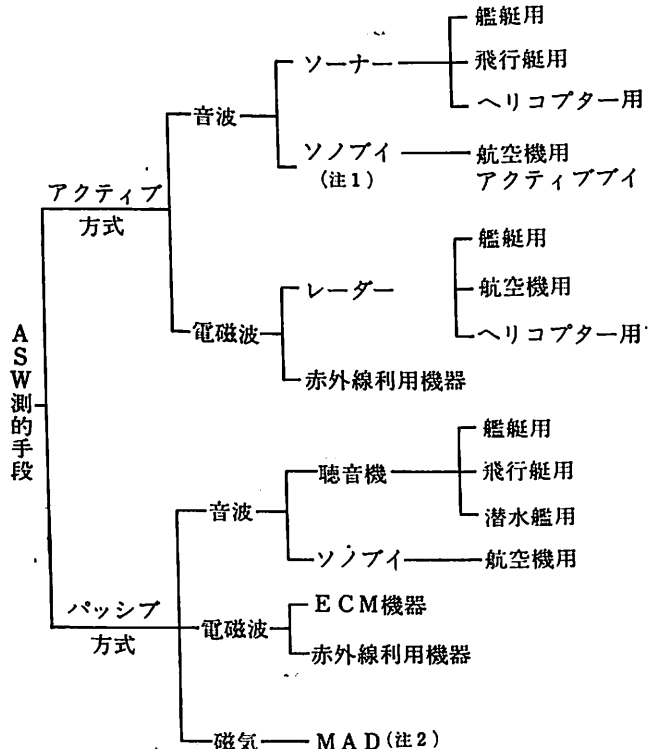 ASW測的手段
アクティブ
方式
音波
ソーナー
艦艇用
飛行艇用
ヘリコプター用
ソノブイ
(注1)
航空機用
アクティブブイ
電磁波
レーダー
艦艇用
航空機用
ヘリコプター用
赤外線利用機器
パッシブ
方式
音波
聴音機
艦艇用
飛行艇用
潜水艦用
ソノブイ
航空機用
電磁波
ECM機器
赤外線利用機器
磁気
MAD(注2)